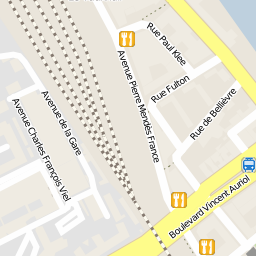 Rue Paul Klee
Avenue Pierre Mendès France
Rue Fulton
Rue de Bellièvre
Avenue de la Gare
Avenue Charles François Viel
Boulevard Vincent Auriol